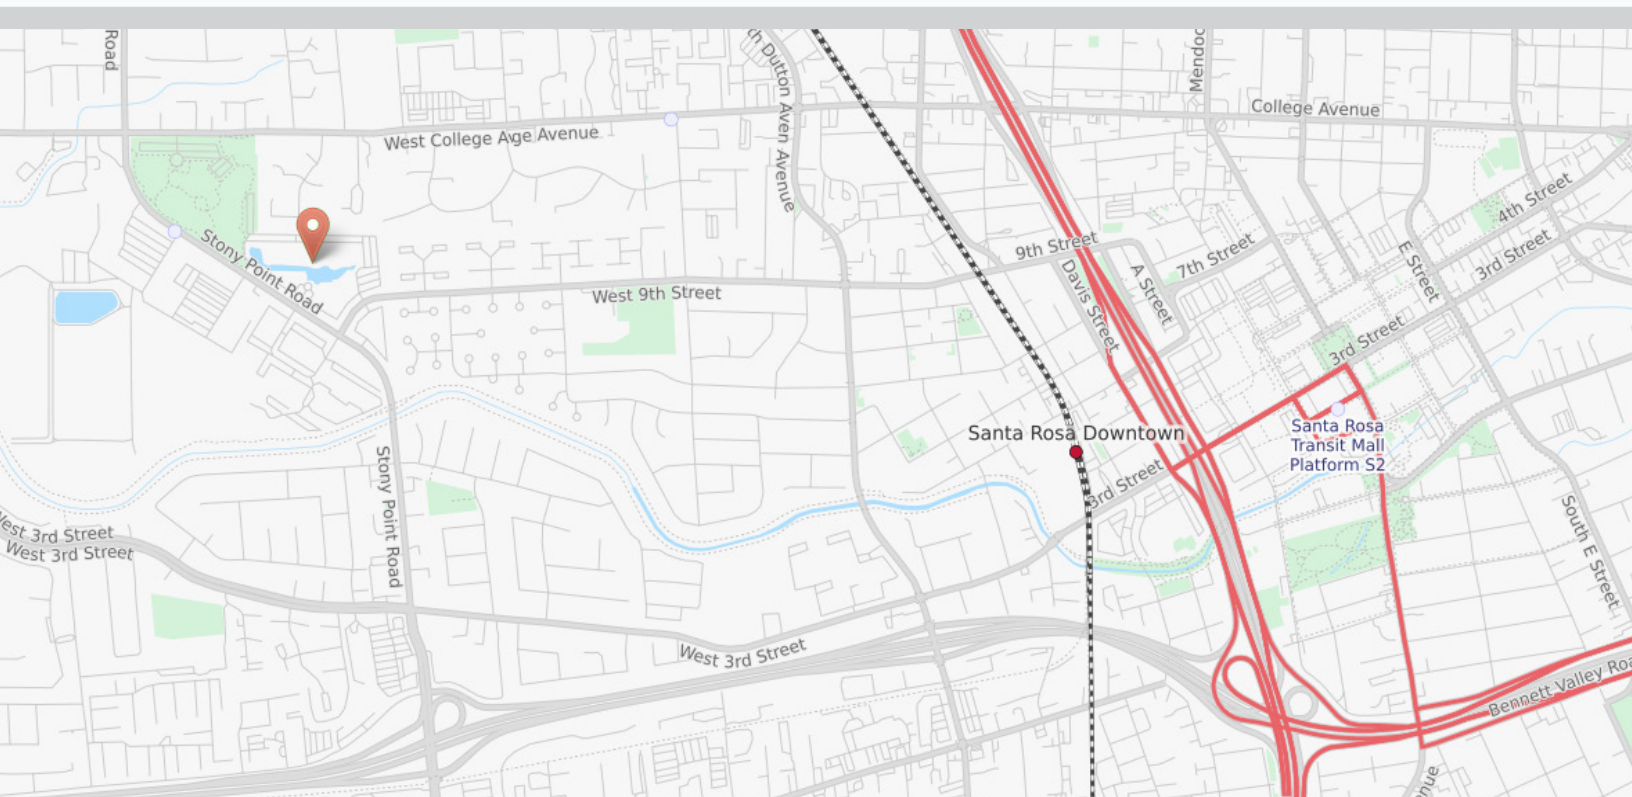 Road
h Dutton Aven Avenue
Mendoc
College Avenue
West College Age Avenue
4th Street
Stony Point Road
9th Street
7th Street
3rd Street
E Street
A Street
Davis Street
West 9th Street
3rd Street
Santa Rosa Downtown
Santa Rosa
Transit Mall
Platform S2
3rd Street
Stony Point Road
West 3rd Street
West 3rd Street
South E Street
West 3rd Street
Bennett Valley Roa
nue